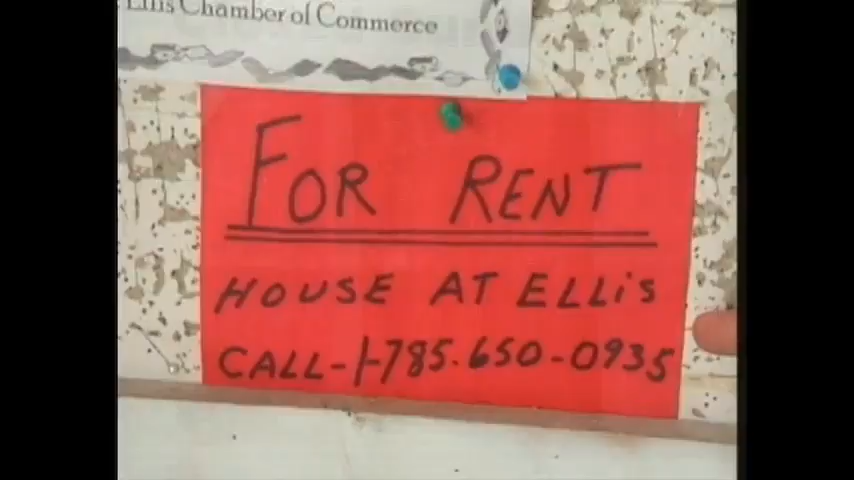 Ellis Chamber of Commerce
FOR RENT
HOUSE AT ELLiS
CALL-1-785.650-0935